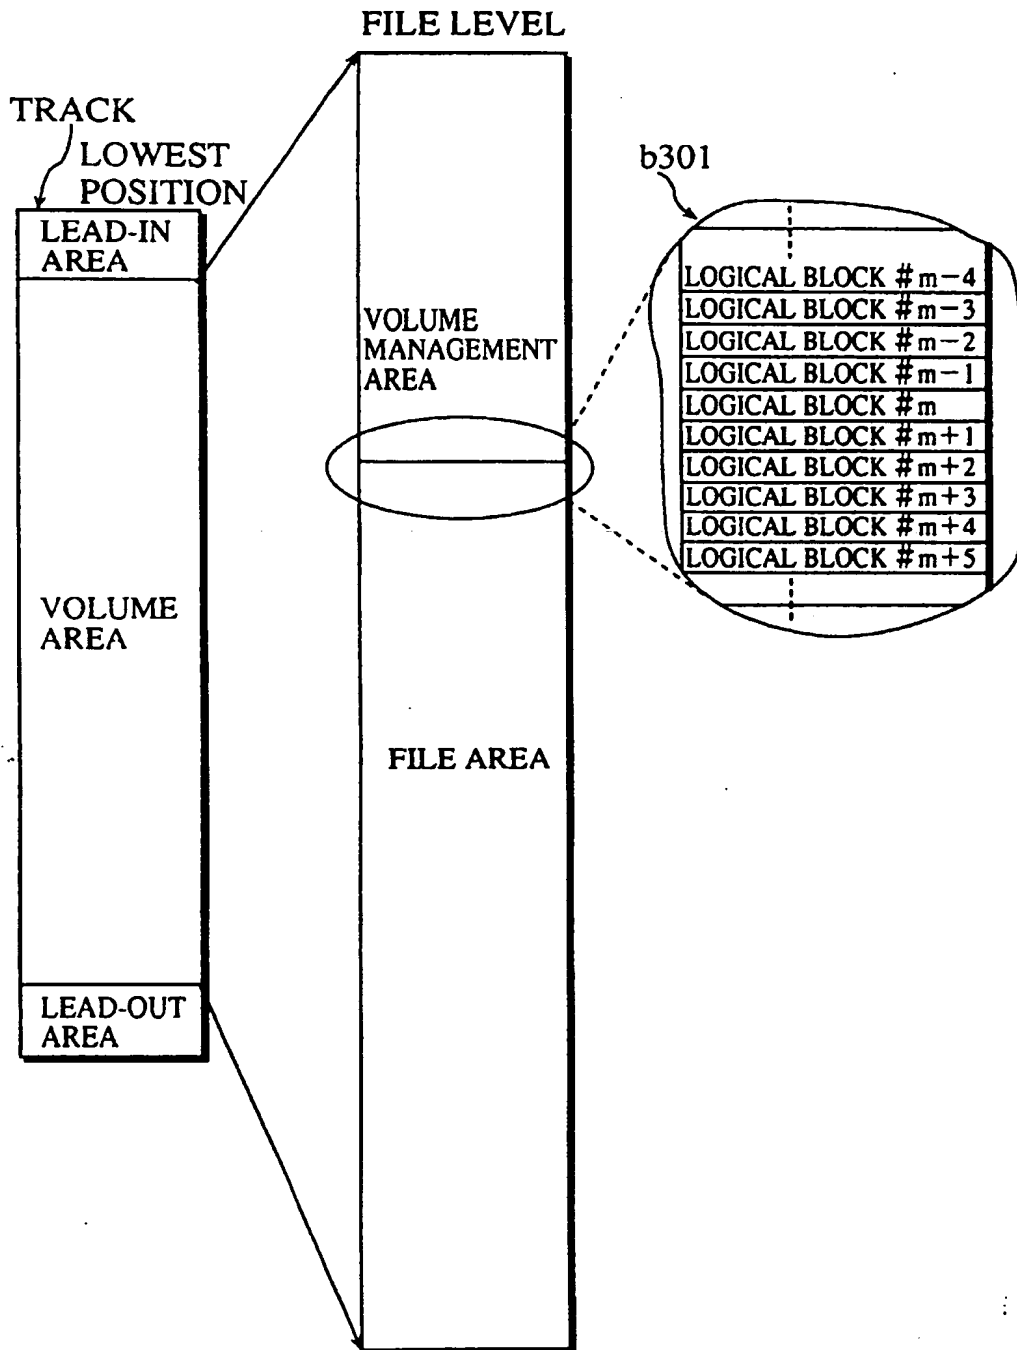 FILE LEVEL
TRACK
LOWEST
POSITION
LEAD-IN
AREA
VOLUME
AREA
LEAD-OUT
AREA
VOLUME
MANAGEMENT
AREA
FILE AREA
b301
LOGICAL BLOCK #m−4
LOGICAL BLOCK #m−3
LOGICAL BLOCK #m−2
LOGICAL BLOCK #m−1
LOGICAL BLOCK #m
LOGICAL BLOCK #m+1
LOGICAL BLOCK #m+2
LOGICAL BLOCK #m+3
LOGICAL BLOCK #m+4
LOGICAL BLOCK #m+5